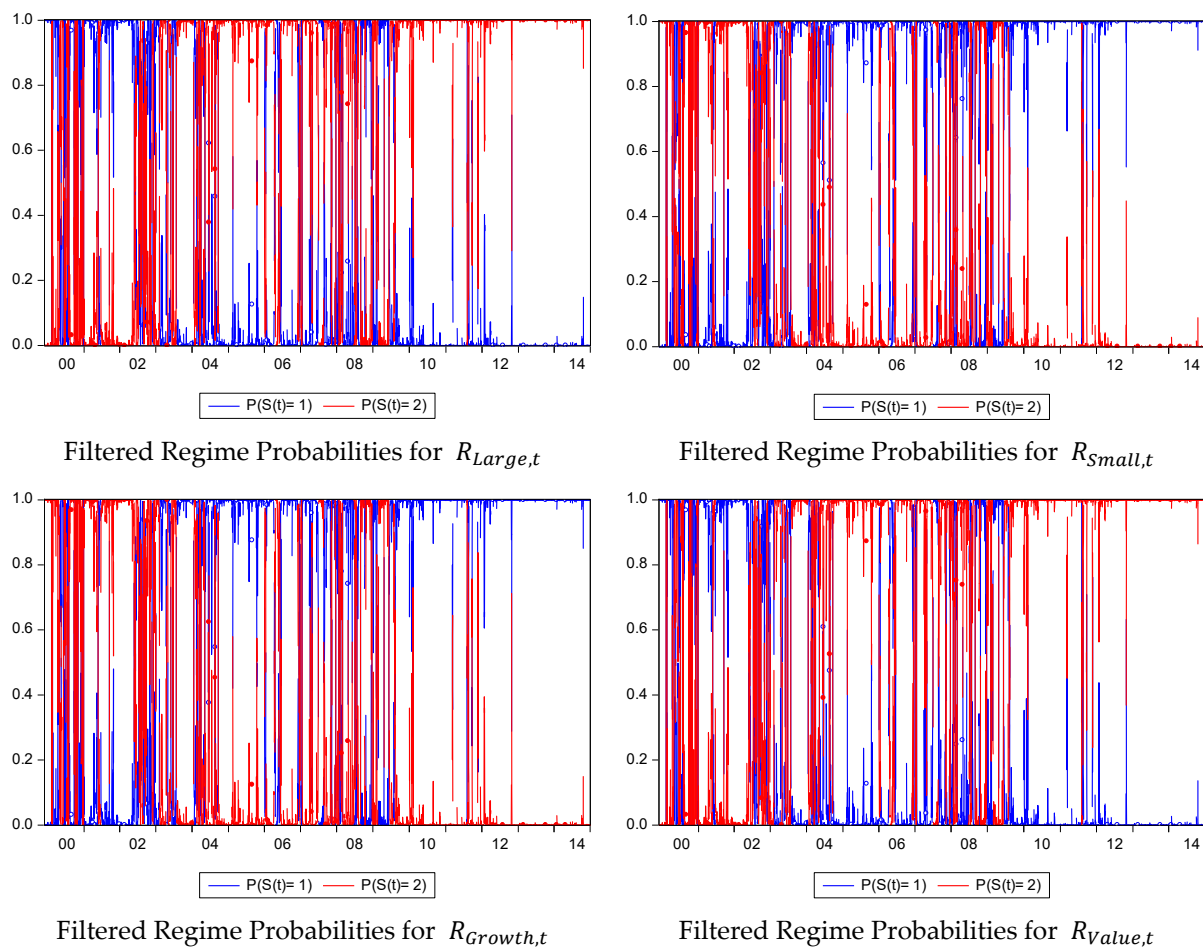 1.0 1.0
0.8 0.8
0.6 0.6
0.4 0.4
0.2 0.2
0.0 0.0
00 02 04 06 08 10 12 14 00 02 04 06 08 10 12 14
P(S(t)= 1) P(S(t)= 2) P(S(t)= 1) P(S(t)= 2)
Filtered Regime Probabilities for R_{Large,t} Filtered Regime Probabilities for R_{Small,t}
1.0 1.0
0.8 0.8
0.6 0.6
0.4 0.4
0.2 0.2
0.0 0.0
00 02 04 06 08 10 12 14 00 02 04 06 08 10 12 14
P(S(t)= 1) P(S(t)= 2) P(S(t)= 1) P(S(t)= 2)
Filtered Regime Probabilities for R_{Growth,t} Filtered Regime Probabilities for R_{Value,t}